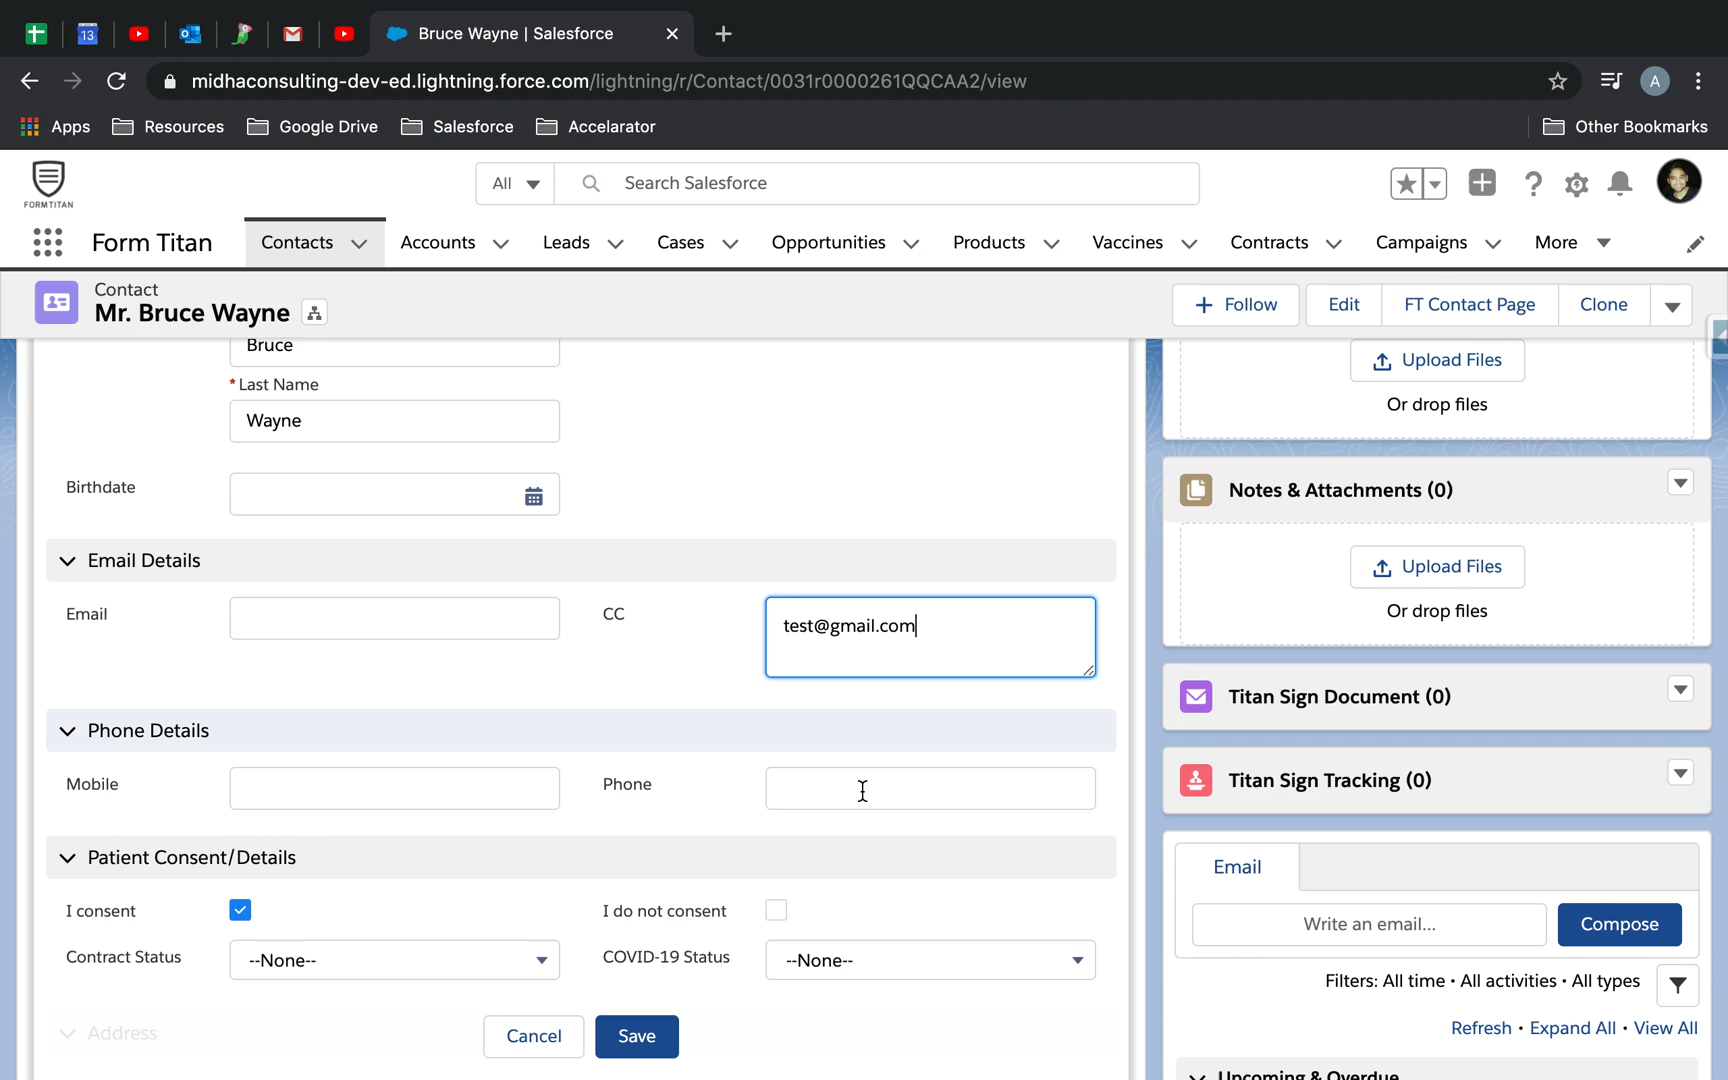 Bruce Wayne | Salesforce
midhaconsulting-dev-ed.lightning.force.com/lightning/r/Contact/0031r0000261QQCAA2/view
A
Apps Resources Google Drive Salesforce Accelarator Other Bookmarks
FORMTITAN
All Search Salesforce
Form Titan Contacts Accounts Leads Cases Opportunities Products Vaccines Contracts Campaigns More
Contact
Mr. Bruce Wayne
+ Follow Edit FT Contact Page Clone
Bruce
* Last Name
Wayne
Birthdate
Email Details
Email
CC
test@gmail.com
Phone Details
Mobile
Phone
Patient Consent/Details
I consent
I do not consent
Contract Status
--None--
COVID-19 Status
--None--
Address
Cancel
Save
Upload Files
Or drop files
Notes & Attachments (0)
Upload Files
Or drop files
Titan Sign Document (0)
Titan Sign Tracking (0)
Email
Write an email...
Compose
Filters: All time • All activities • All types
Refresh • Expand All • View All
Upcoming & Overdue
13